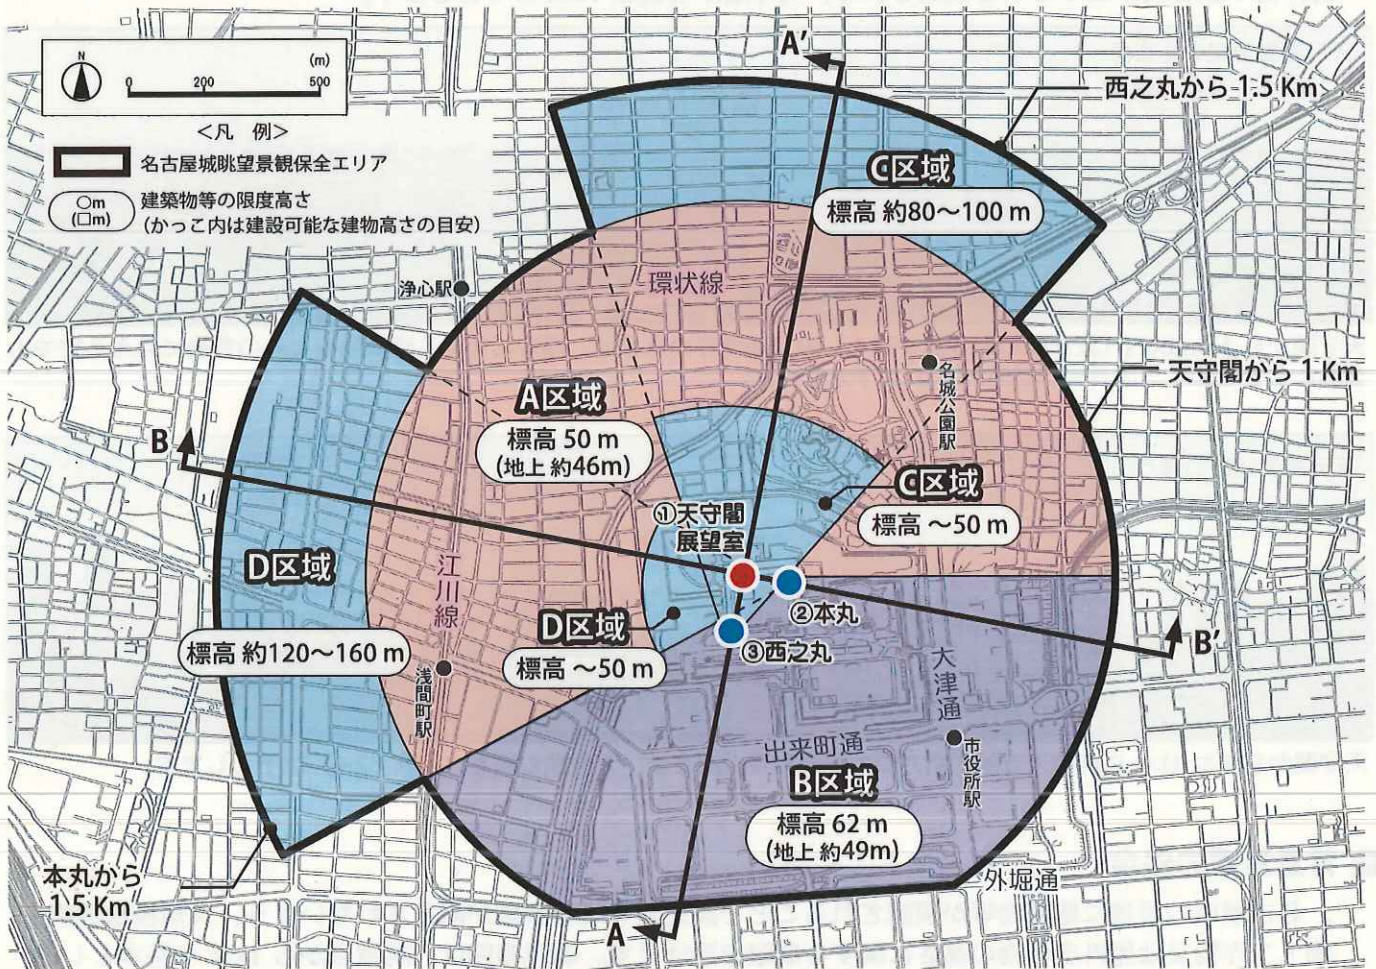 N
(m)
0 200 500
<凡 例>
名古屋城眺望景観保全エリア
○m
(□m)
建築物等の限度高さ
(かっこ内は建設可能な建物高さの目安)
A'
西之丸から 1.5 Km
C区域
標高 約80～100 m
環状線
浄心駅
名城公園駅
天守閣から 1 Km
A区域
標高 50 m
(地上 約46m)
B
C区域
標高 ～50 m
①天守閣
展望室
D区域
江川線
D区域
標高 ～50 m
②本丸
③西之丸
B'
標高 約120～160 m
浅間町駅
大津通
出来町通
市役所駅
B区域
標高 62 m
(地上 約49m)
本丸から
1.5 Km
外堀通
A